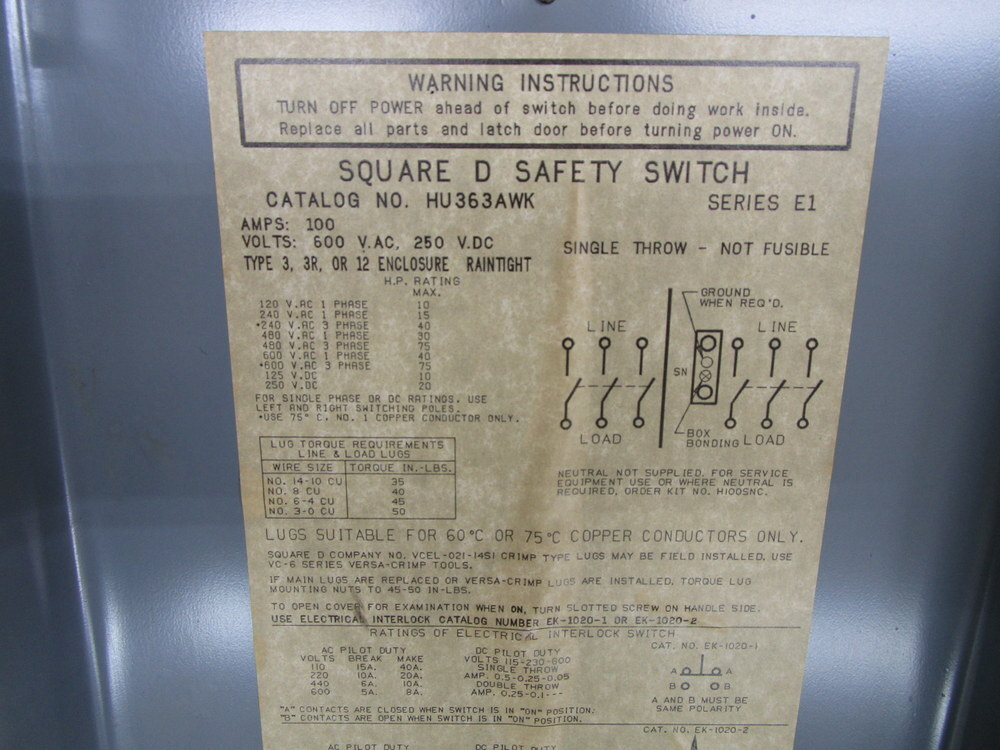 WARNING INSTRUCTIONS
TURN OFF POWER ahead of switch before doing work inside.
Replace all parts and latch door before turning power ON.
SQUARE D SAFETY SWITCH
CATALOG NO. HU363AWK SERIES E1
AMPS: 100
VOLTS: 600 V.AC, 250 V.DC
SINGLE THROW - NOT FUSIBLE
TYPE 3, 3R, OR 12 ENCLOSURE RAINTIGHT
H.P. RATING
MAX.
120 V.AC 1 PHASE 10
240 V.AC 1 PHASE 15
•240 V.AC 3 PHASE 40
480 V.AC 1 PHASE 30
480 V.AC 3 PHASE 75
600 V.AC 1 PHASE 40
•600 V.AC 3 PHASE 75
125 V.DC 10
250 V.DC 20
FOR SINGLE PHASE OR DC RATINGS, USE
LEFT AND RIGHT SWITCHING POLES.
•USE 75° C. NO. 1 COPPER CONDUCTOR ONLY.
GROUND
WHEN REQ'D.
LINE LINE
SN
LOAD
BOX
BONDING LOAD
LUG TORQUE REQUIREMENTS
LINE & LOAD LUGS
WIRE SIZE TORQUE IN.-LBS.
NO. 14-10 CU 35
NO. 8 CU 40
NO. 6-4 CU 45
NO. 3-0 CU 50
NEUTRAL NOT SUPPLIED. FOR SERVICE
EQUIPMENT USE OR WHERE NEUTRAL IS
REQUIRED, ORDER KIT NO. H100SNC.
LUGS SUITABLE FOR 60°C OR 75°C COPPER CONDUCTORS ONLY.
SQUARE D COMPANY NO. VCEL-021-14S1 CRIMP TYPE LUGS MAY BE FIELD INSTALLED. USE
VC-6 SERIES VERSA-CRIMP TOOLS.
IF MAIN LUGS ARE REPLACED OR VERSA-CRIMP LUGS ARE INSTALLED, TORQUE LUG
MOUNTING NUTS TO 45-50 IN-LBS.
TO OPEN COVER FOR EXAMINATION WHEN ON, TURN SLOTTED SCREW ON HANDLE SIDE.
USE ELECTRICAL INTERLOCK CATALOG NUMBER EK-1020-1 OR EK-1020-2
RATINGS OF ELECTRICAL INTERLOCK SWITCH
AC PILOT DUTY
VOLTS BREAK MAKE
110 15A. 40A.
220 10A. 20A.
440 6A. 10A.
600 5A. 8A.
DC PILOT DUTY
VOLTS 115-230-600
SINGLE THROW
AMP. 0.5-0.25-0.05
DOUBLE THROW
AMP. 0.25-0.1---
CAT. NO. EK-1020-1
A A
B B
A AND B MUST BE
SAME POLARITY
"A" CONTACTS ARE CLOSED WHEN SWITCH IS IN "ON" POSITION.
"B" CONTACTS ARE OPEN WHEN SWITCH IS IN "ON" POSITION.
CAT. NO. EK-1020-2
AC PILOT DUTY DC PILOT DUTY